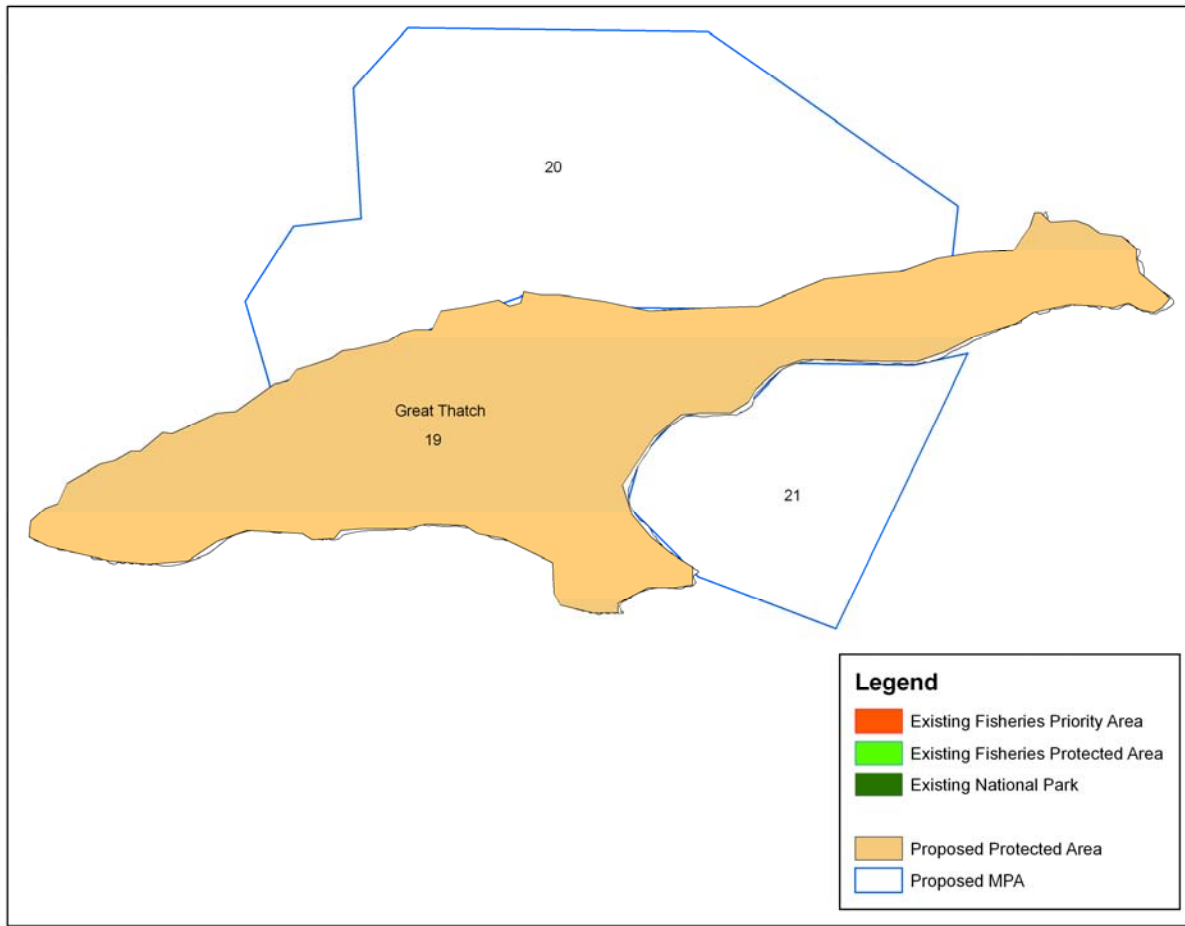 20
Great Thatch
19
21
Legend
Existing Fisheries Priority Area
Existing Fisheries Protected Area
Existing National Park
Proposed Protected Area
Proposed MPA